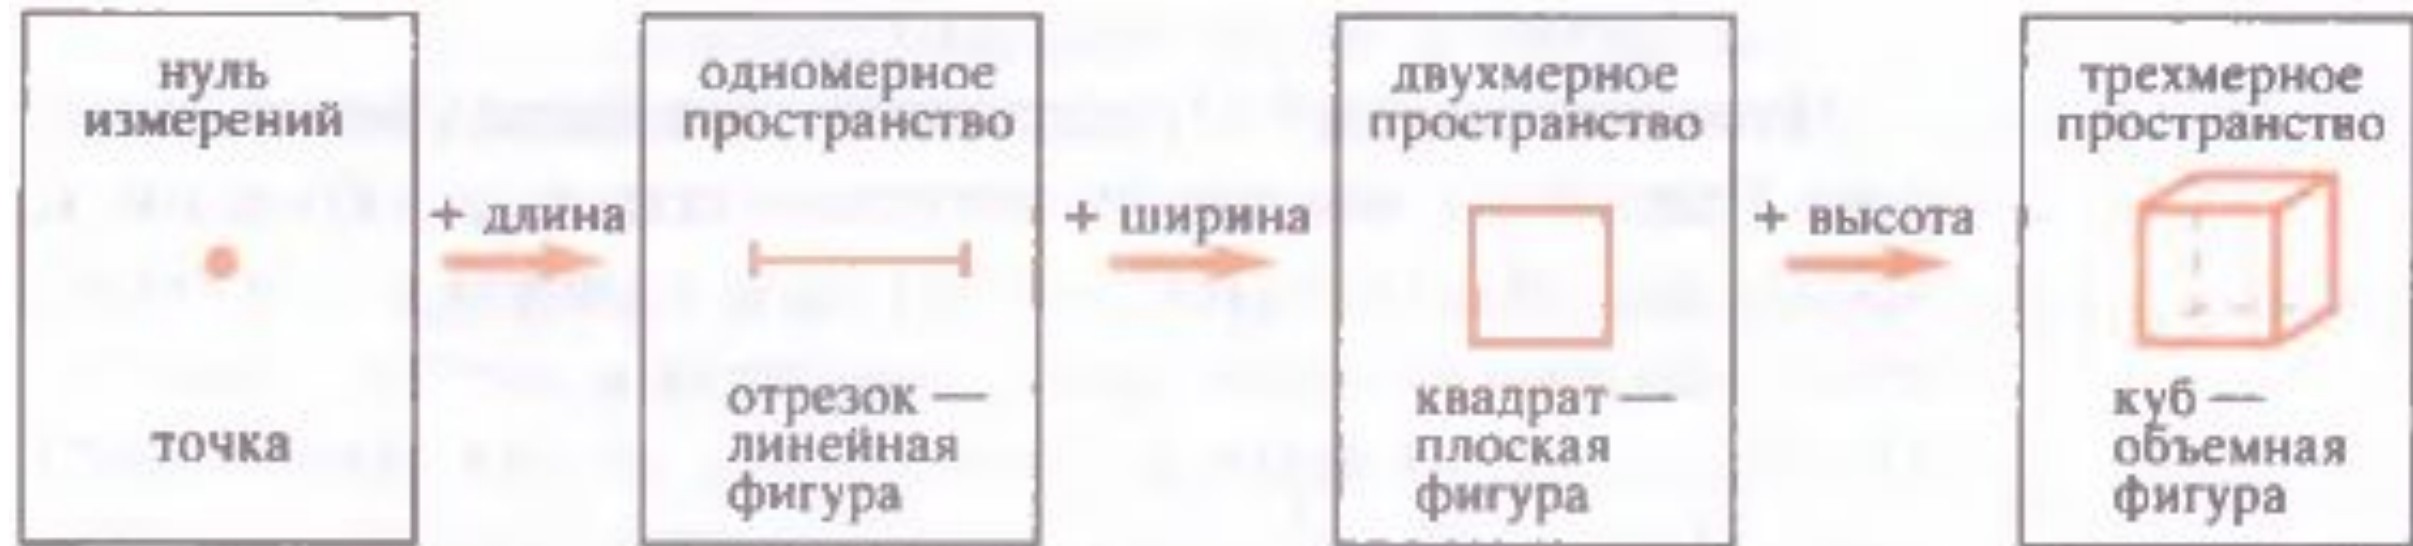 нуль
измерений
точка
+ длина
одномерное
пространство
отрезок —
линейная
фигура
+ ширина
двухмерное
пространство
квадрат —
плоская
фигура
+ высота
трехмерное
пространство
куб —
объемная
фигура